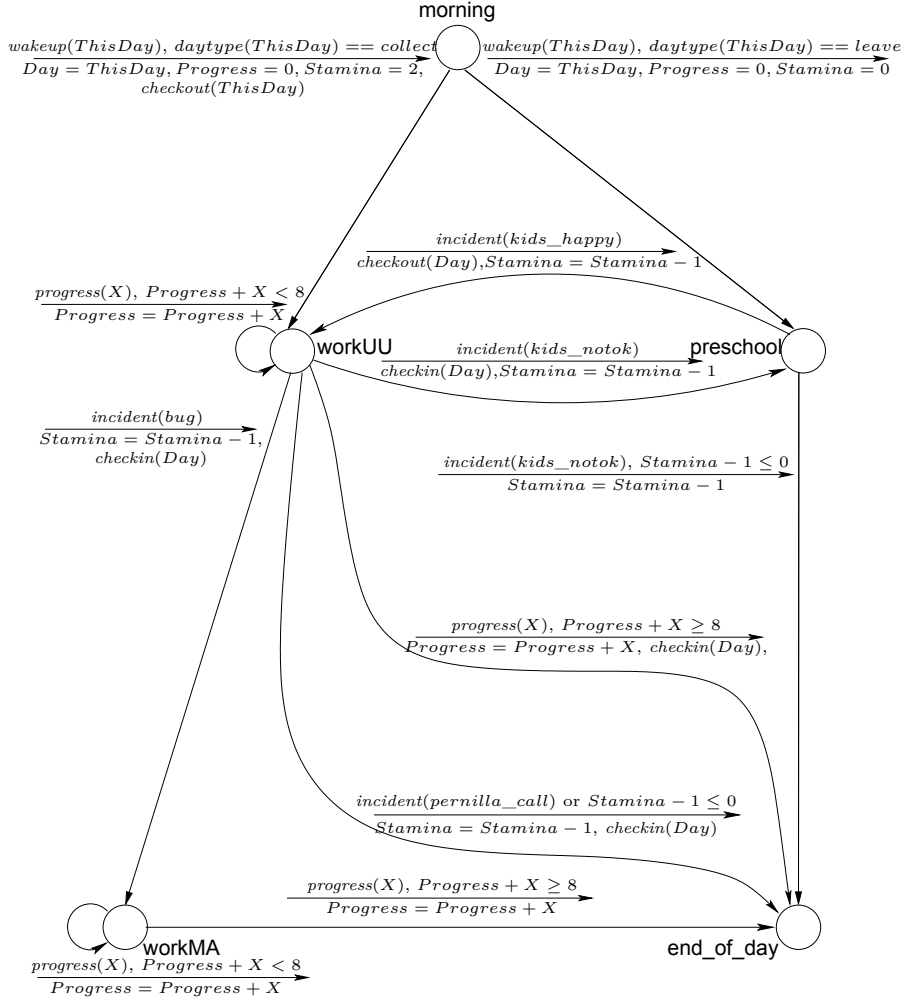 morning
wakeup(ThisDay), daytype(ThisDay) == collect
Day = ThisDay, Progress = 0, Stamina = 2,
checkout(ThisDay)
wakeup(ThisDay), daytype(ThisDay) == leave
Day = ThisDay, Progress = 0, Stamina = 0
incident(kids_happy)
checkout(Day),Stamina = Stamina − 1
progress(X), Progress + X < 8
Progress = Progress + X
workUU
incident(kids_notok)
checkin(Day),Stamina = Stamina − 1
preschool
incident(bug)
Stamina = Stamina − 1,
checkin(Day)
incident(kids_notok), Stamina − 1 ≤ 0
Stamina = Stamina − 1
progress(X), Progress + X ≥ 8
Progress = Progress + X, checkin(Day),
incident(pernilla_call) or Stamina − 1 ≤ 0
Stamina = Stamina − 1, checkin(Day)
progress(X), Progress + X ≥ 8
Progress = Progress + X
workMA
end_of_day
progress(X), Progress + X < 8
Progress = Progress + X